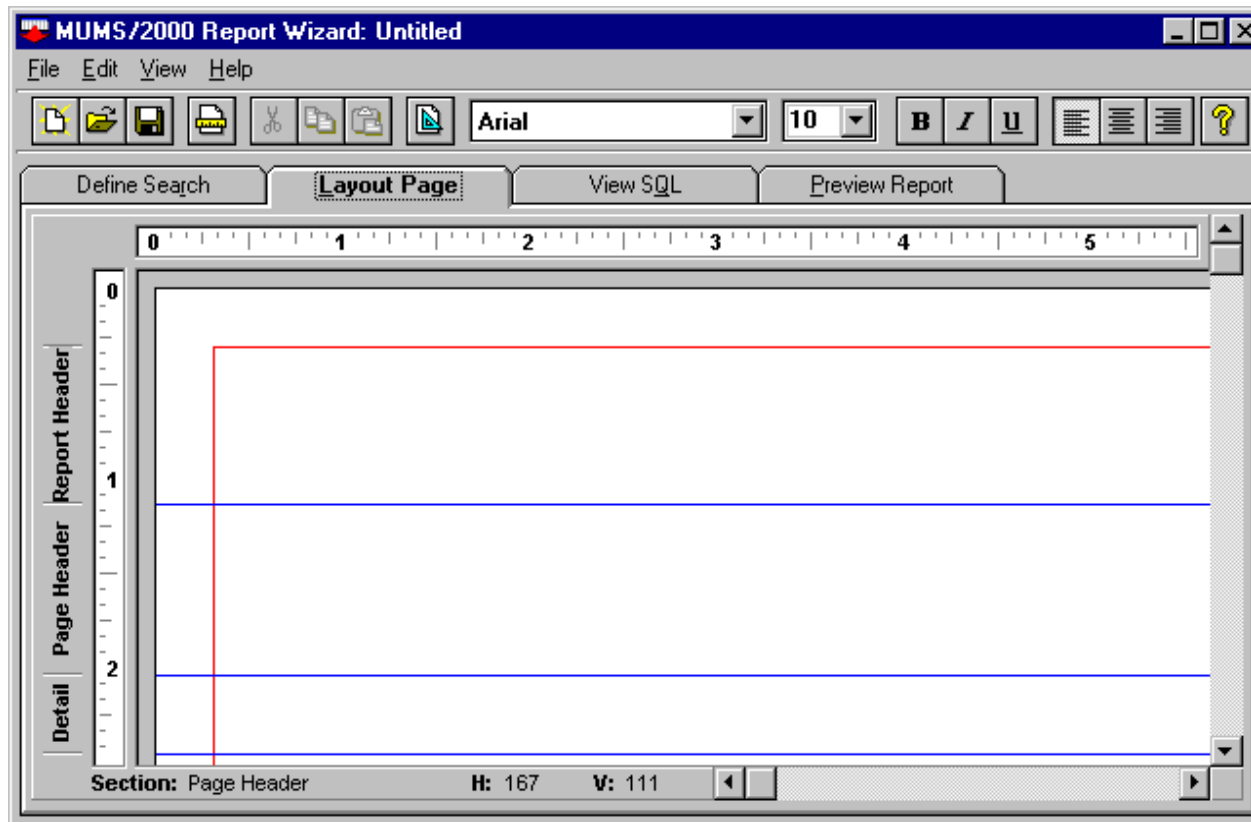 MUMS/2000 Report Wizard: Untitled
File Edit View Help
Arial 10 B I U
Define Search Layout Page View SQL Preview Report
0 1 2 3 4 5
0
Report Header
1
Page Header
2
Detail
Section: Page Header H: 167 V: 111